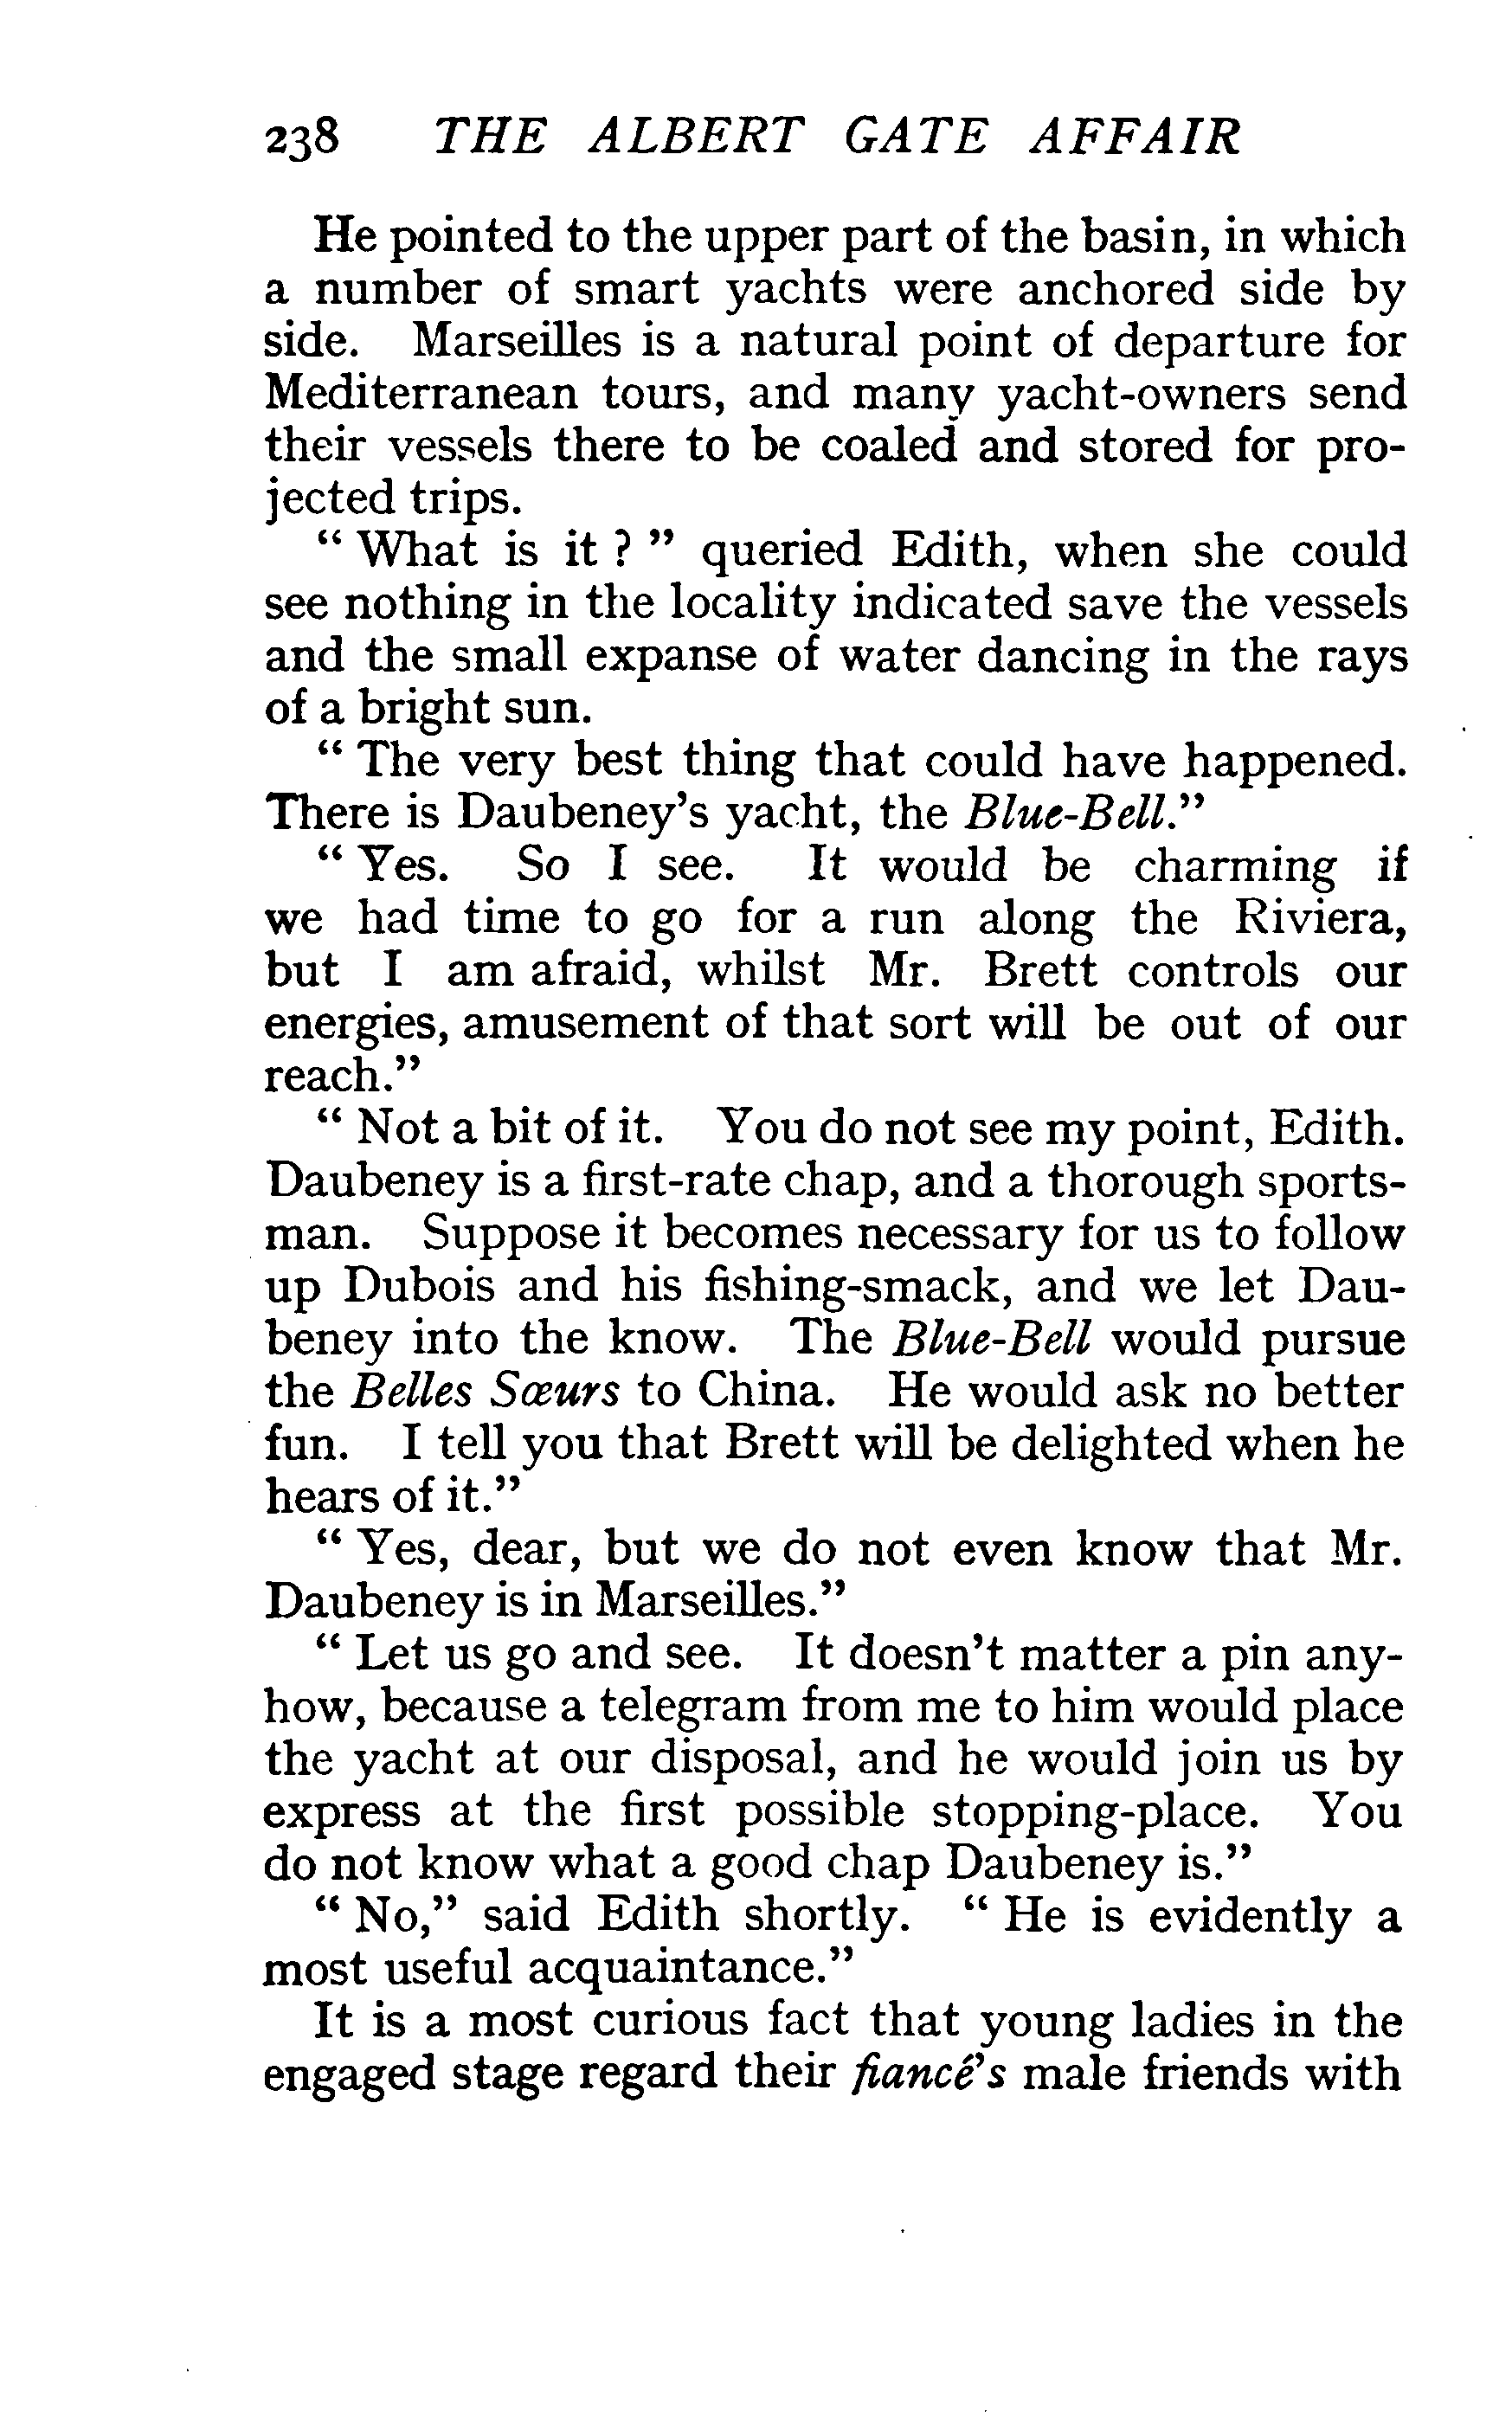 238 THE ALBERT GATE AFFAIR
He pointed to the upper part of the basin, in which
a number of smart yachts were anchored side by
side. Marseilles is a natural point of departure for
Mediterranean tours, and many yacht-owners send
their vessels there to be coaled and stored for pro-
jected trips.
“ What is it ? ” queried Edith, when she could
see nothing in the locality indicated save the vessels
and the small expanse of water dancing in the rays
of a bright sun.
“ The very best thing that could have happened.
There is Daubeney’s yacht, the Blue-Bell.”
“ Yes. So I see. It would be charming if
we had time to go for a run along the Riviera,
but I am afraid, whilst Mr. Brett controls our
energies, amusement of that sort will be out of our
reach.”
“ Not a bit of it. You do not see my point, Edith.
Daubeney is a first-rate chap, and a thorough sports-
man. Suppose it becomes necessary for us to follow
up Dubois and his fishing-smack, and we let Dau-
beney into the know. The Blue-Bell would pursue
the Belles Sœurs to China. He would ask no better
fun. I tell you that Brett will be delighted when he
hears of it.”
“ Yes, dear, but we do not even know that Mr.
Daubeney is in Marseilles.”
“ Let us go and see. It doesn’t matter a pin any-
how, because a telegram from me to him would place
the yacht at our disposal, and he would join us by
express at the first possible stopping-place. You
do not know what a good chap Daubeney is.”
“ No,” said Edith shortly. “ He is evidently a
most useful acquaintance.”
It is a most curious fact that young ladies in the
engaged stage regard their fiancé’s male friends with